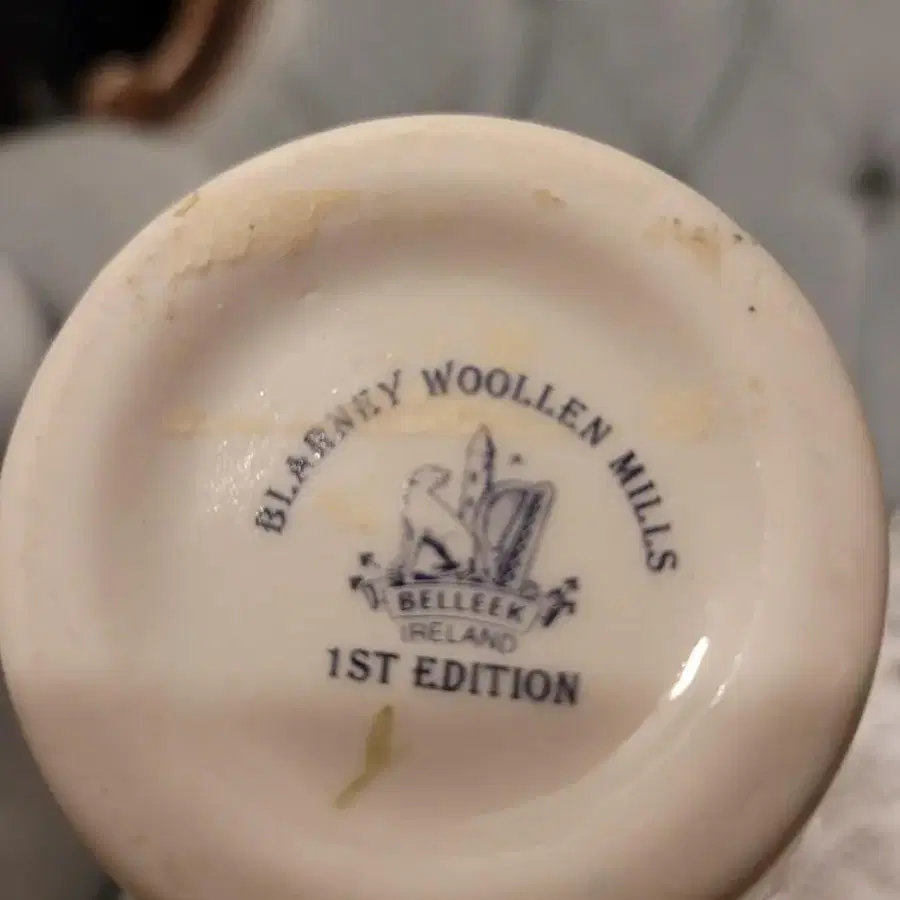 BLARNEY WOOLLEN MILLS
BELLEEK
IRELAND
1ST EDITION